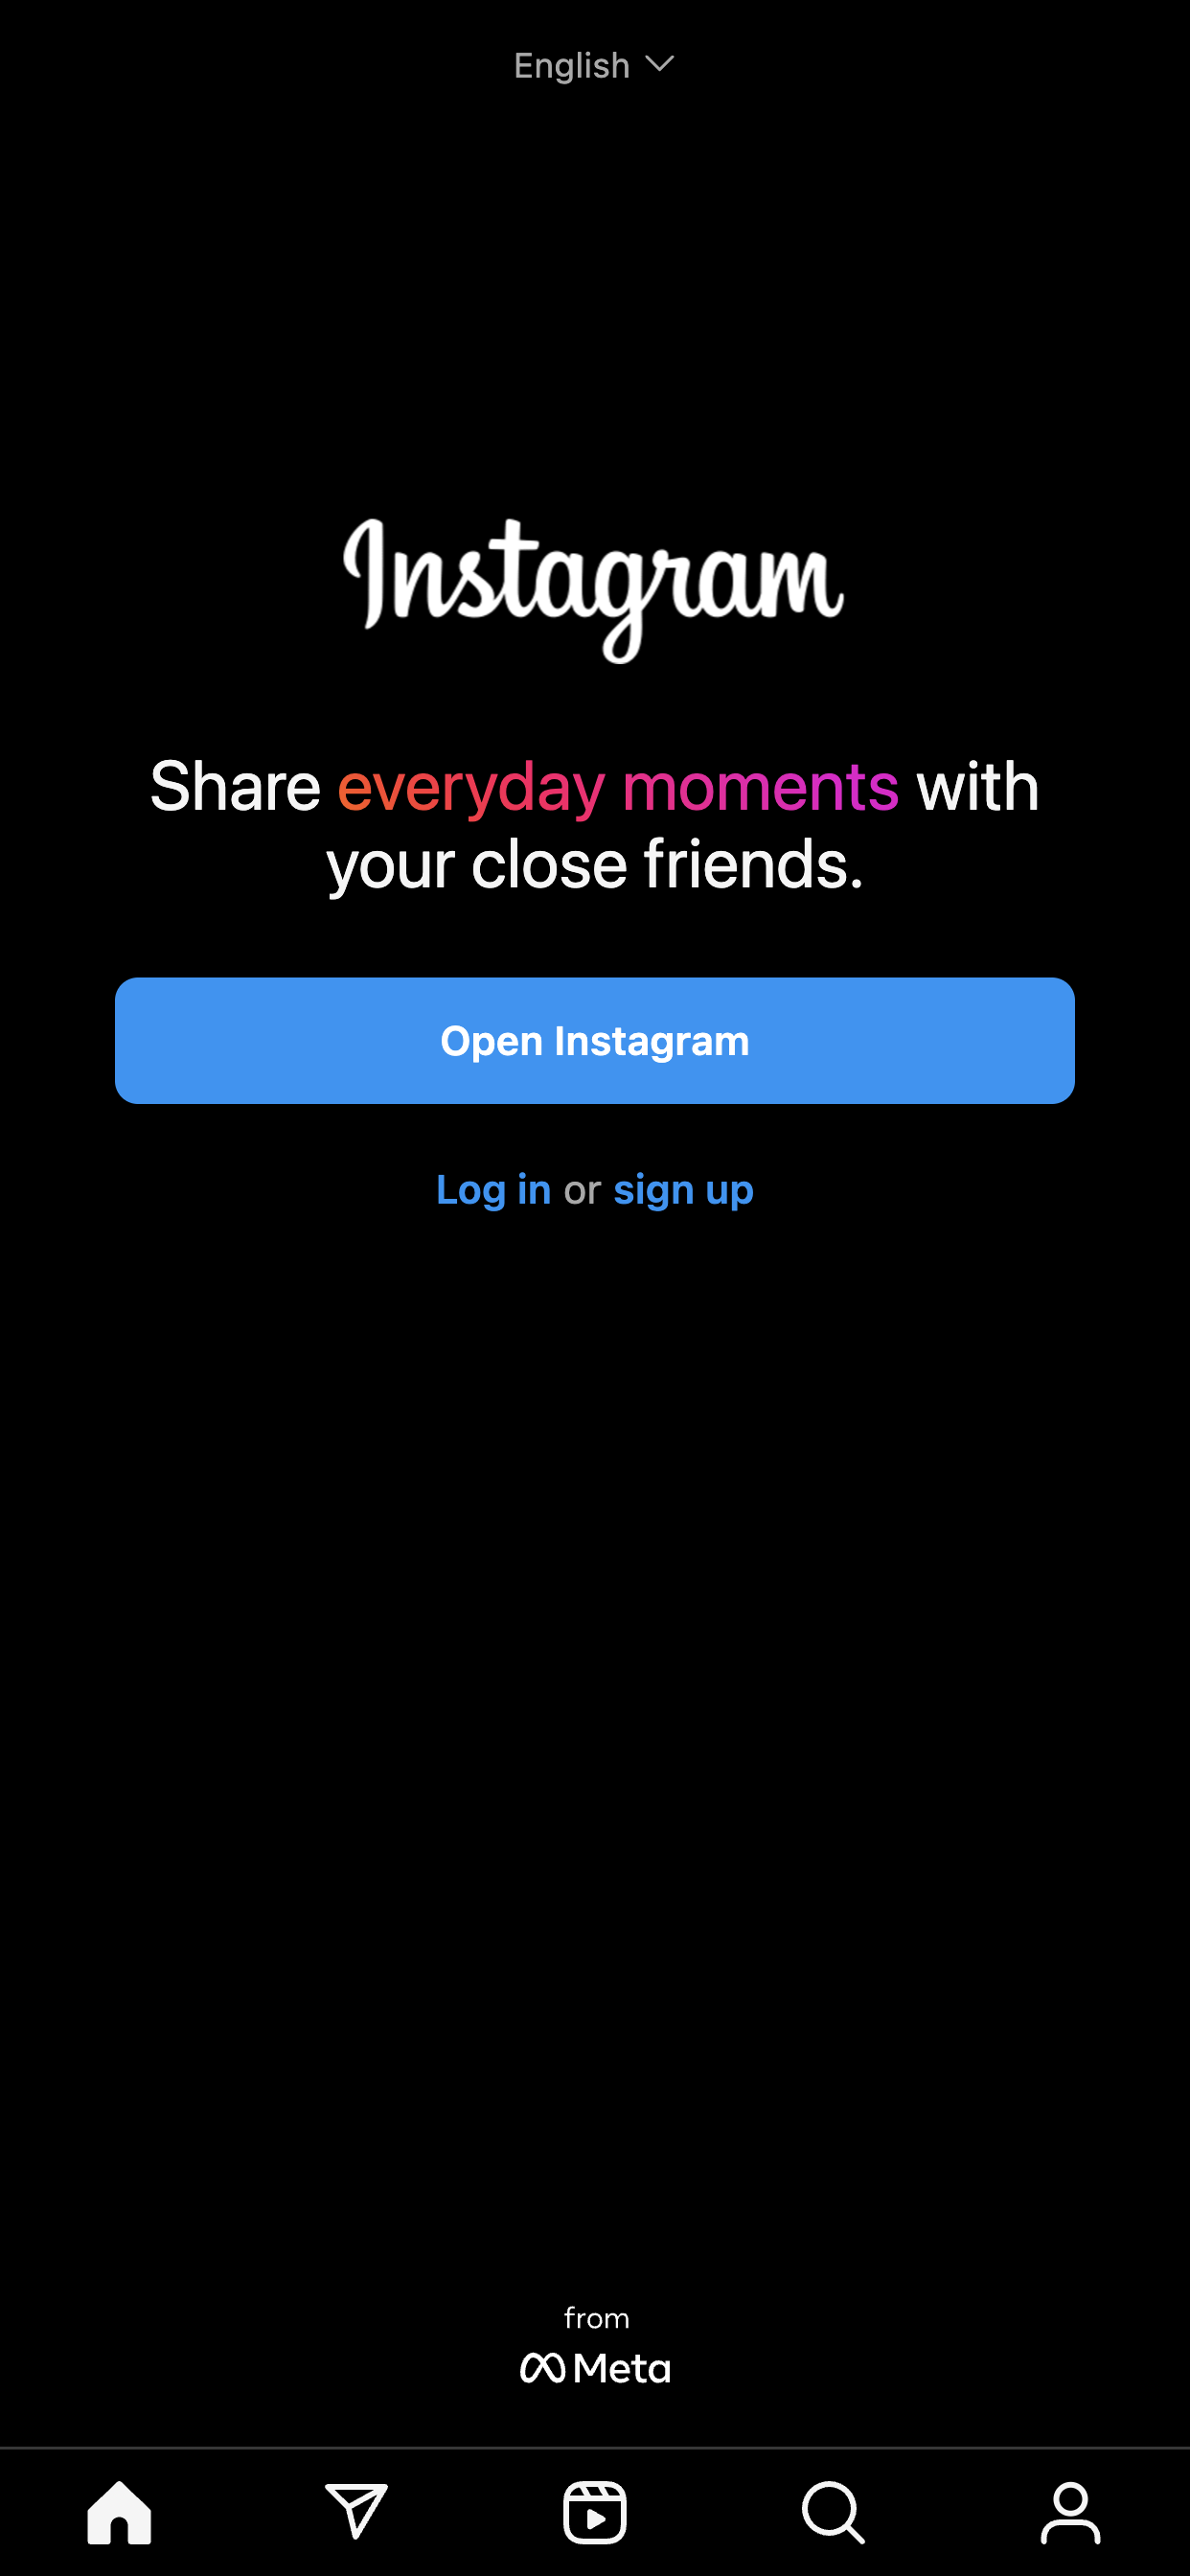 English
Instagram
Share everyday moments with
your close friends.
Open Instagram
Log in or sign up
from
Meta